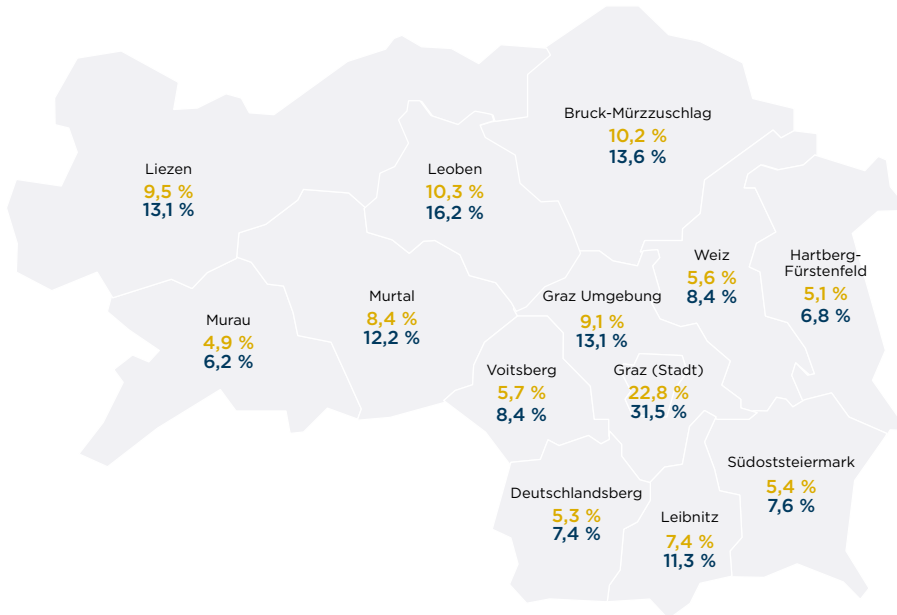 Bruck-Mürzzuschlag
10,2 %
13,6 %
Liezen
9,5 %
13,1 %
Leoben
10,3 %
16,2 %
Weiz
5,6 %
8,4 %
Hartberg-
Fürstenfeld
5,1 %
6,8 %
Murau
4,9 %
6,2 %
Murtal
8,4 %
12,2 %
Graz Umgebung
9,1 %
13,1 %
Voitsberg
5,7 %
8,4 %
Graz (Stadt)
22,8 %
31,5 %
Südoststeiermark
5,4 %
7,6 %
Deutschlandsberg
5,3 %
7,4 %
Leibnitz
7,4 %
11,3 %